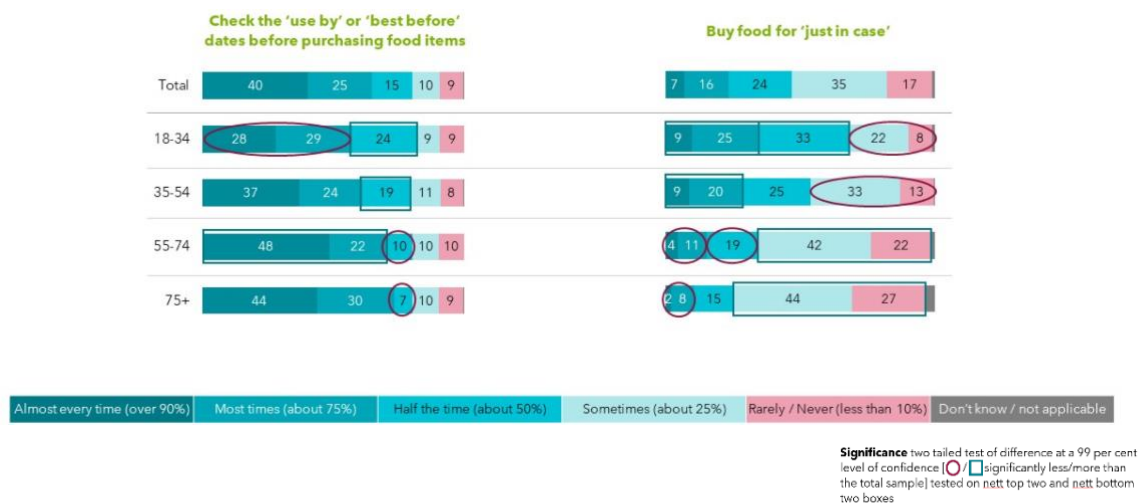 Check the ‘use by’ or ‘best before’
dates before purchasing food items
Buy food for ‘just in case’
Total 40 25 15 10 9 7 16 24 35 17
18-34 28 29 24 9 9 9 25 33 22 8
35-54 37 24 19 11 8 9 20 25 33 13
55-74 48 22 10 10 10 4 11 19 42 22
75+ 44 30 7 10 9 2 8 15 44 27
Almost every time (over 90%) Most times (about 75%) Half the time (about 50%) Sometimes (about 25%) Rarely / Never (less than 10%) Don't know / not applicable
Significance two tailed test of difference at a 99 per cent
level of confidence [ / significantly less/more than
the total sample] tested on nett top two and nett bottom
two boxes